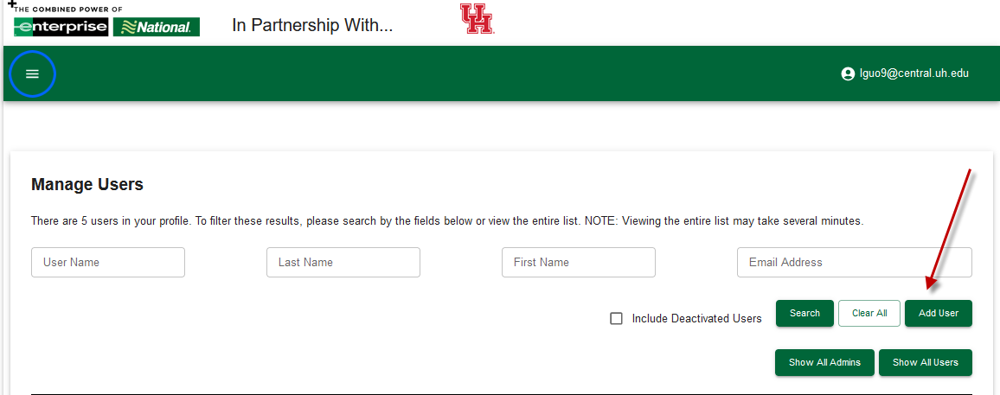 THE COMBINED POWER OF
enterprise National.
In Partnership With...
UH
lguo9@central.uh.edu
Manage Users
There are 5 users in your profile. To filter these results, please search by the fields below or view the entire list. NOTE: Viewing the entire list may take several minutes.
User Name Last Name First Name Email Address
Include Deactivated Users Search Clear All Add User
Show All Admins Show All Users